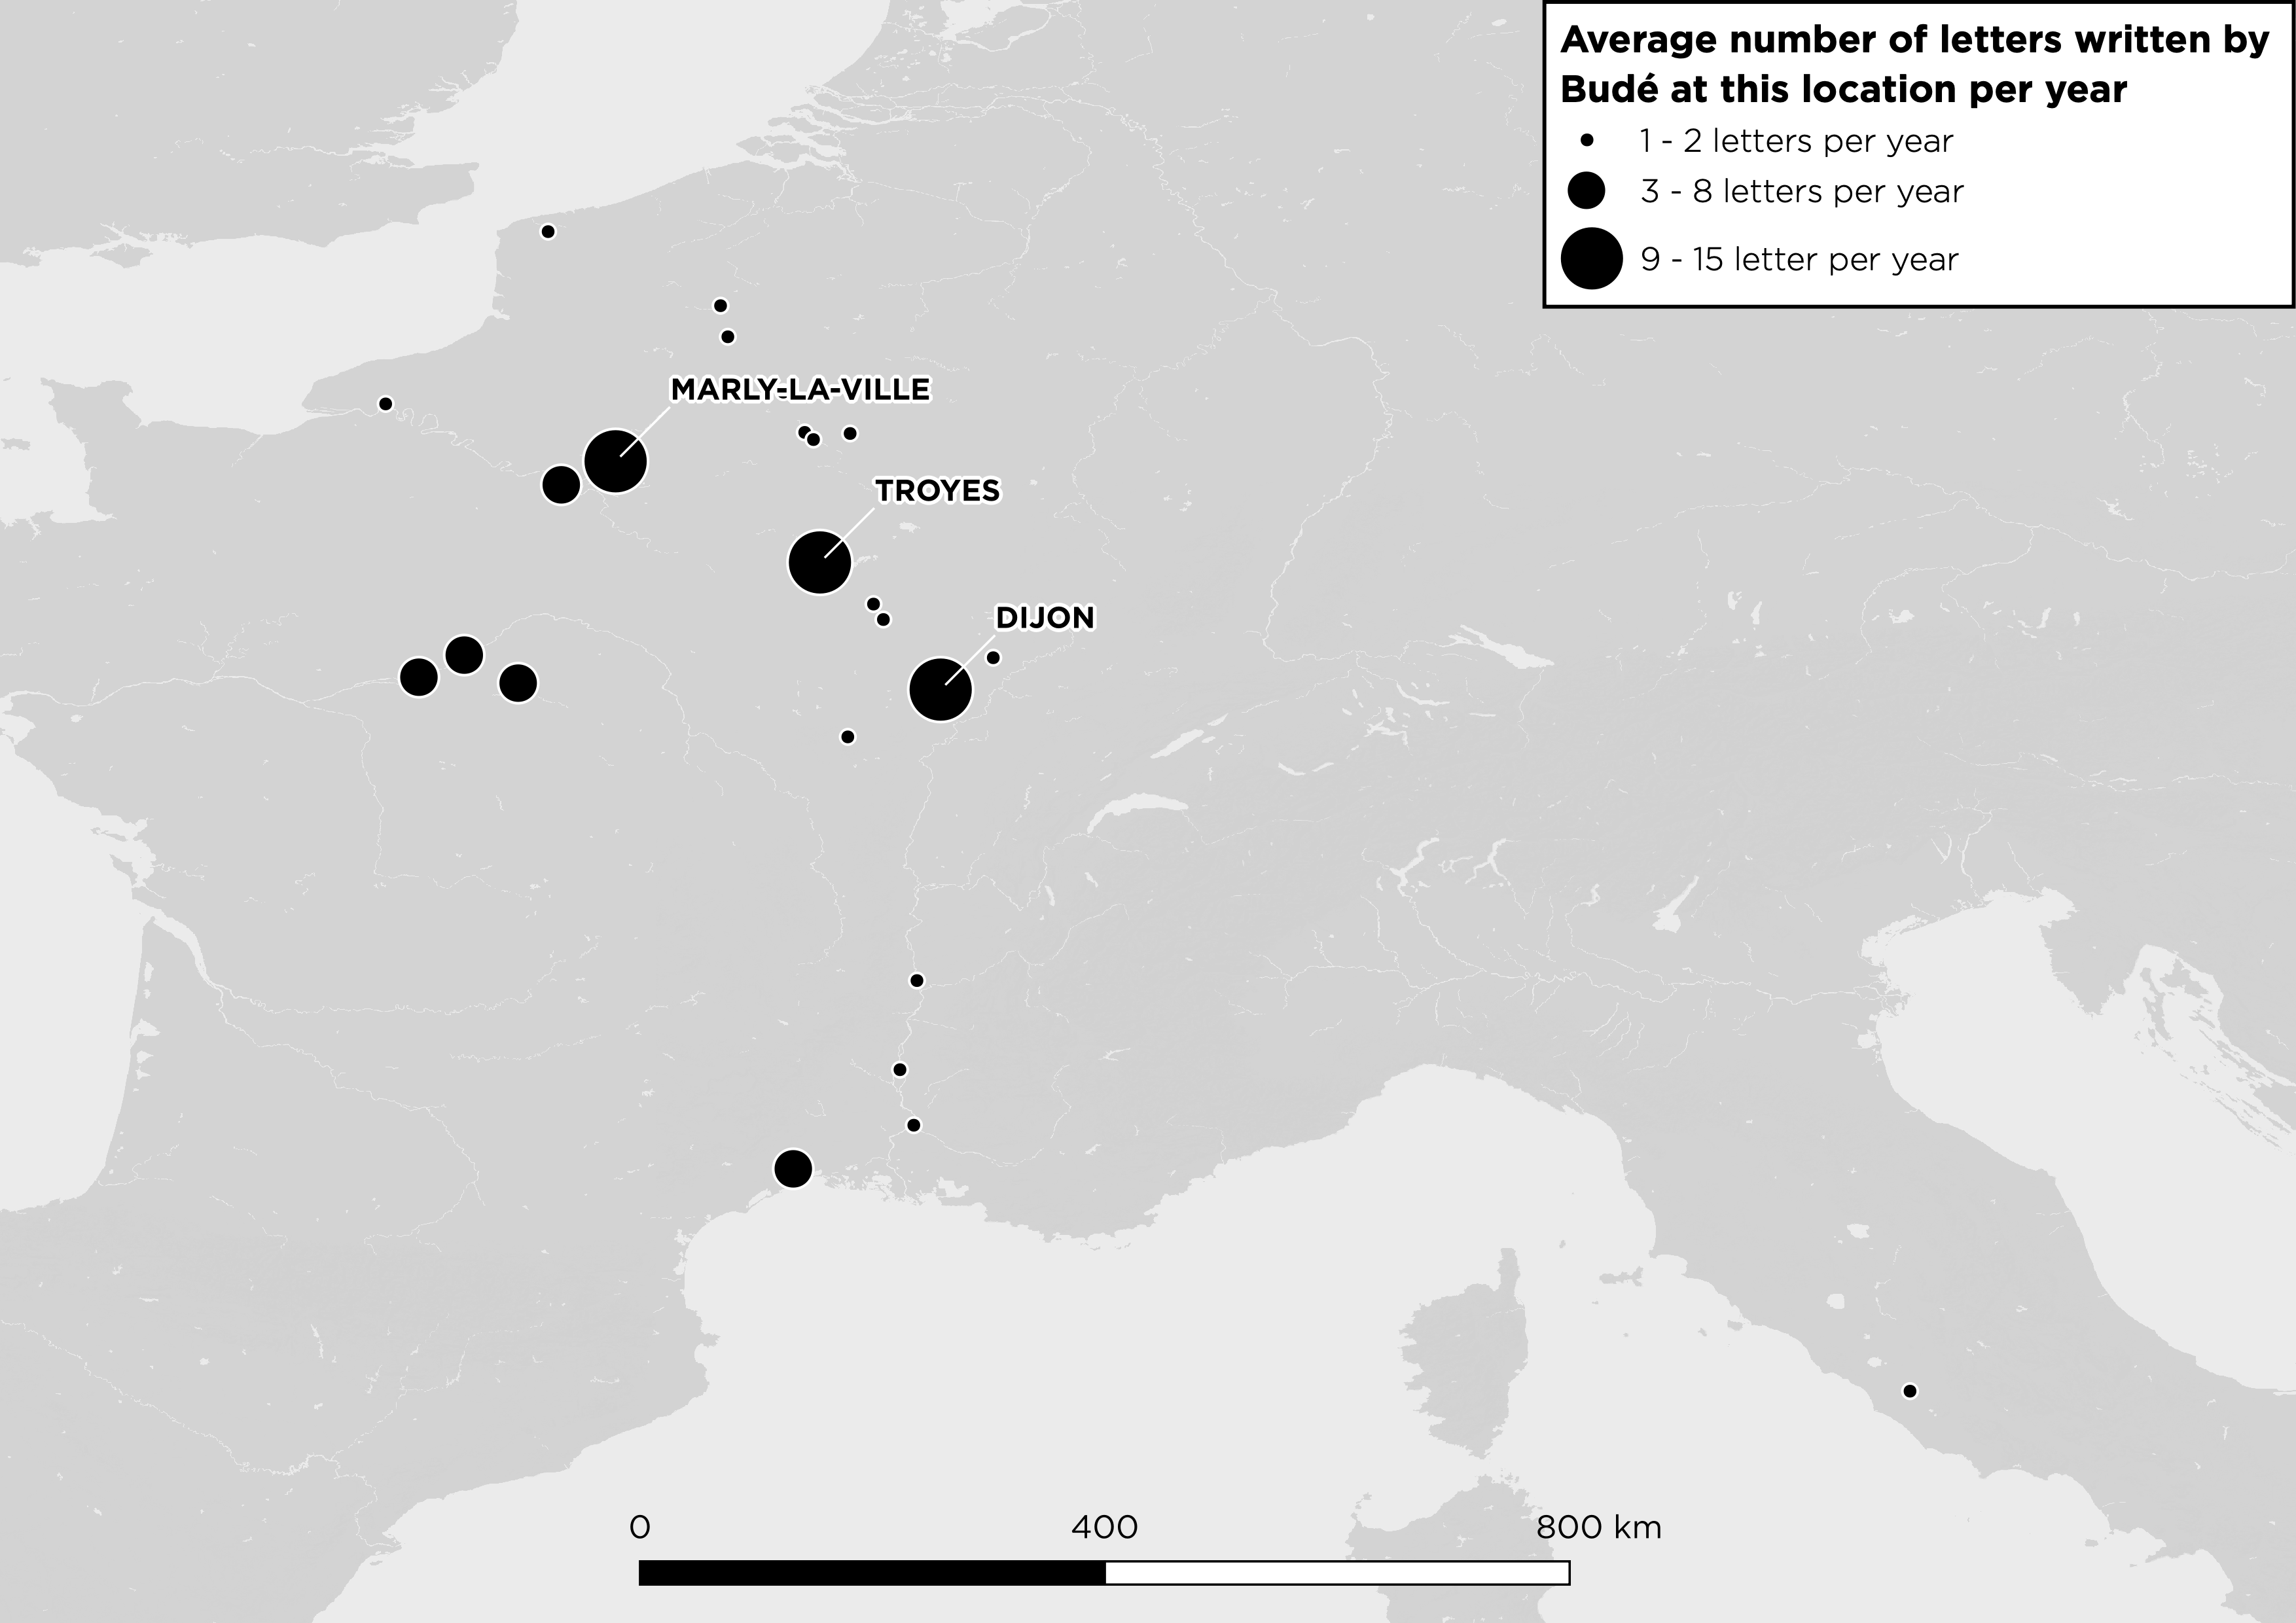 Average number of letters written by
Budé at this location per year
1 - 2 letters per year
3 - 8 letters per year
9 - 15 letter per year
MARLY-LA-VILLE
TROYES
DIJON
0 400 800 km